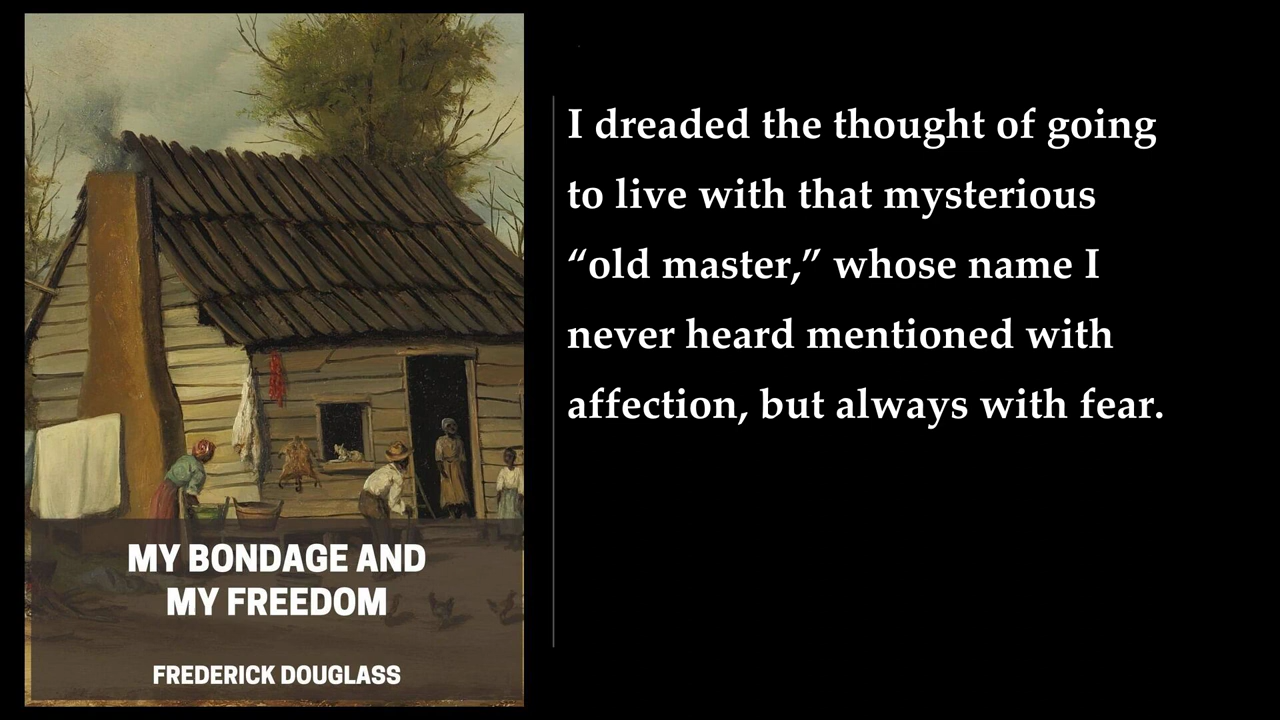 I dreaded the thought of going
to live with that mysterious
“old master,” whose name I
never heard mentioned with
affection, but always with fear.
MY BONDAGE AND
MY FREEDOM
FREDERICK DOUGLASS